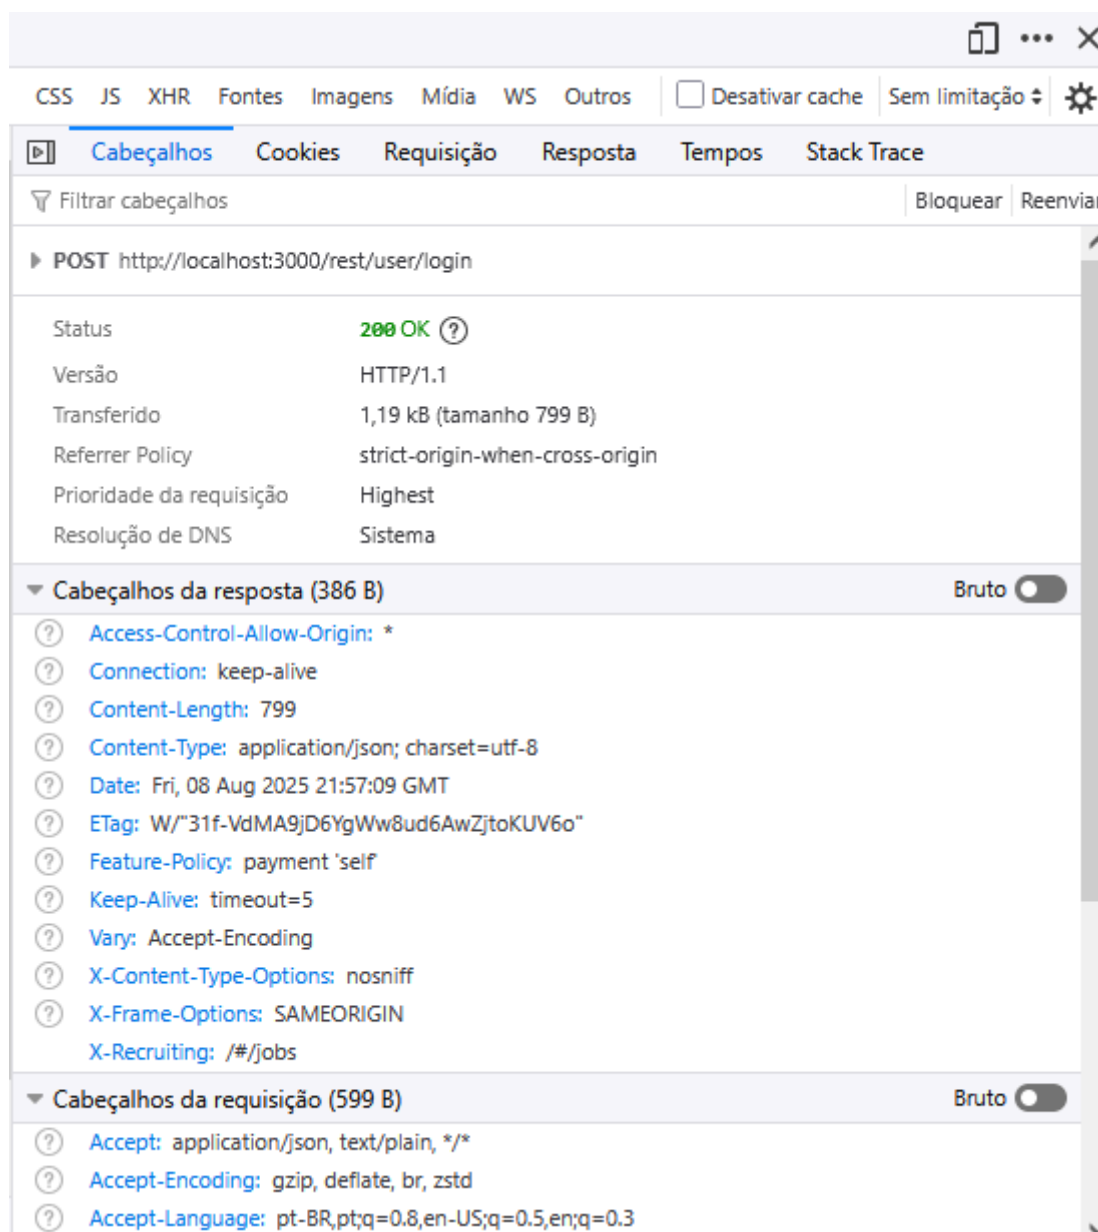 CSS JS XHR Fontes Imagens Mídia WS Outros Desativar cache Sem limitação
Cabeçalhos Cookies Requisição Resposta Tempos Stack Trace
Filtrar cabeçalhos Bloquear Reenviar
POST http://localhost:3000/rest/user/login
Status 200 OK
Versão HTTP/1.1
Transferido 1,19 kB (tamanho 799 B)
Referrer Policy strict-origin-when-cross-origin
Prioridade da requisição Highest
Resolução de DNS Sistema
Cabeçalhos da resposta (386 B) Bruto
Access-Control-Allow-Origin: *
Connection: keep-alive
Content-Length: 799
Content-Type: application/json; charset=utf-8
Date: Fri, 08 Aug 2025 21:57:09 GMT
ETag: W/"31f-VdMA9jD6YgWw8ud6AwZjtoKUV6o"
Feature-Policy: payment 'self'
Keep-Alive: timeout=5
Vary: Accept-Encoding
X-Content-Type-Options: nosniff
X-Frame-Options: SAMEORIGIN
X-Recruiting: /#/jobs
Cabeçalhos da requisição (599 B) Bruto
Accept: application/json, text/plain, */*
Accept-Encoding: gzip, deflate, br, zstd
Accept-Language: pt-BR,pt;q=0.8,en-US;q=0.5,en;q=0.3